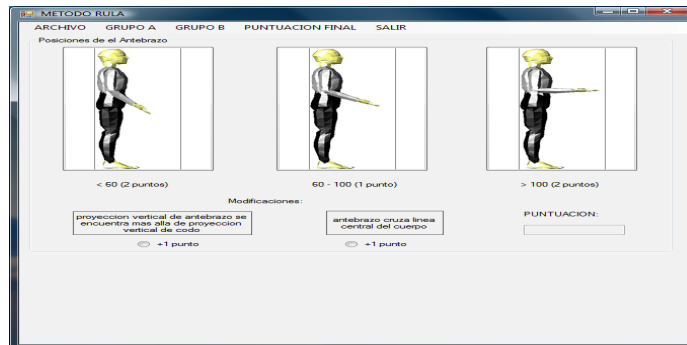 METODO RULA
ARCHIVO GRUPO A GRUPO B PUNTUACION FINAL SALIR
Posiciones de el Antebrazo
< 60 (2 puntos) 60 - 100 (1 punto) > 100 (2 puntos)
Modificaciones:
proyeccion vertical de antebrazo se
encuentra mas alla de proyeccion
vertical de codo
antebrazo cruza linea
central del cuerpo
PUNTUACION:
+1 punto +1 punto